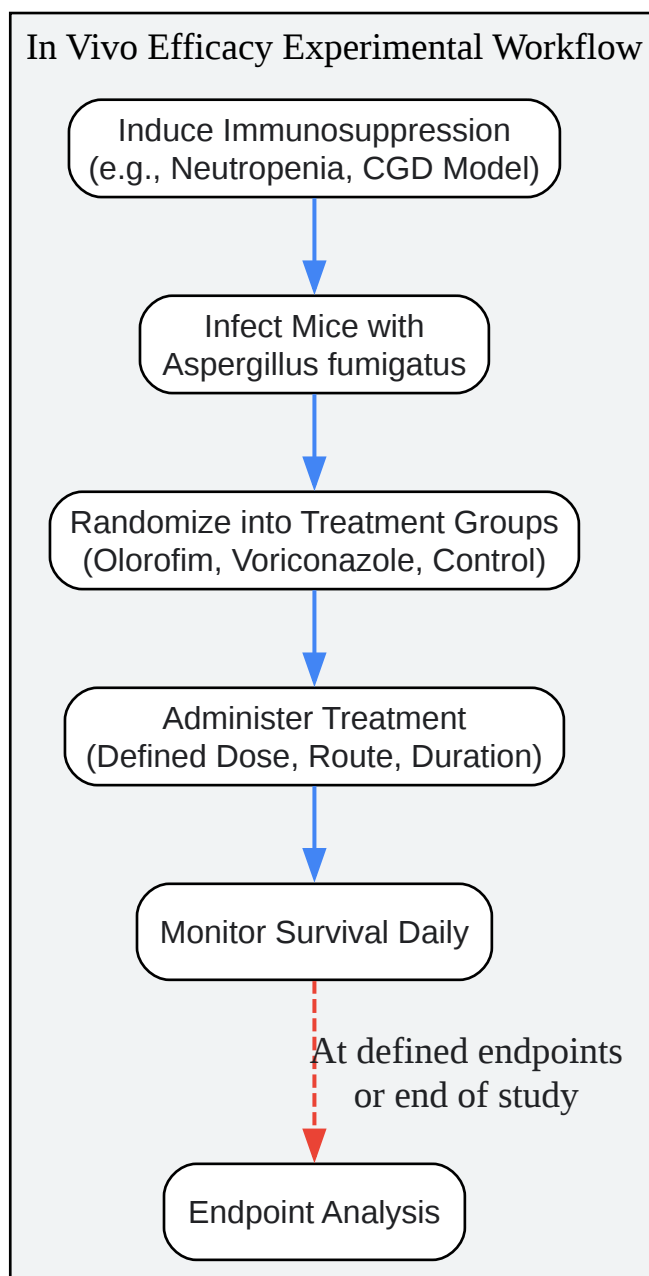 In Vivo Efficacy Experimental Workflow
Induce Immunosuppression
(e.g., Neutropenia, CGD Model)
Infect Mice with
Aspergillus fumigatus
Randomize into Treatment Groups
(Olorofim, Voriconazole, Control)
Administer Treatment
(Defined Dose, Route, Duration)
Monitor Survival Daily
At defined endpoints
or end of study
Endpoint Analysis